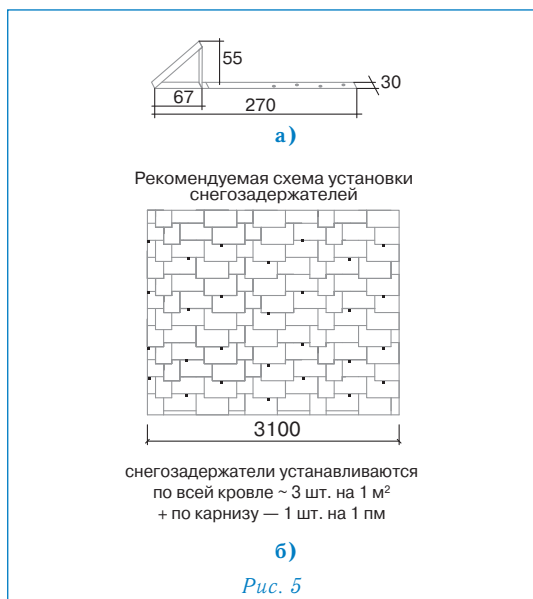 55
30
67
270
а)
Рекомендуемая схема установки
снегозадержателей
3100
снегозадержатели устанавливаются
по всей кровле ~ 3 шт. на 1 м²
+ по карнизу — 1 шт. на 1 пм
б)
Рис. 5